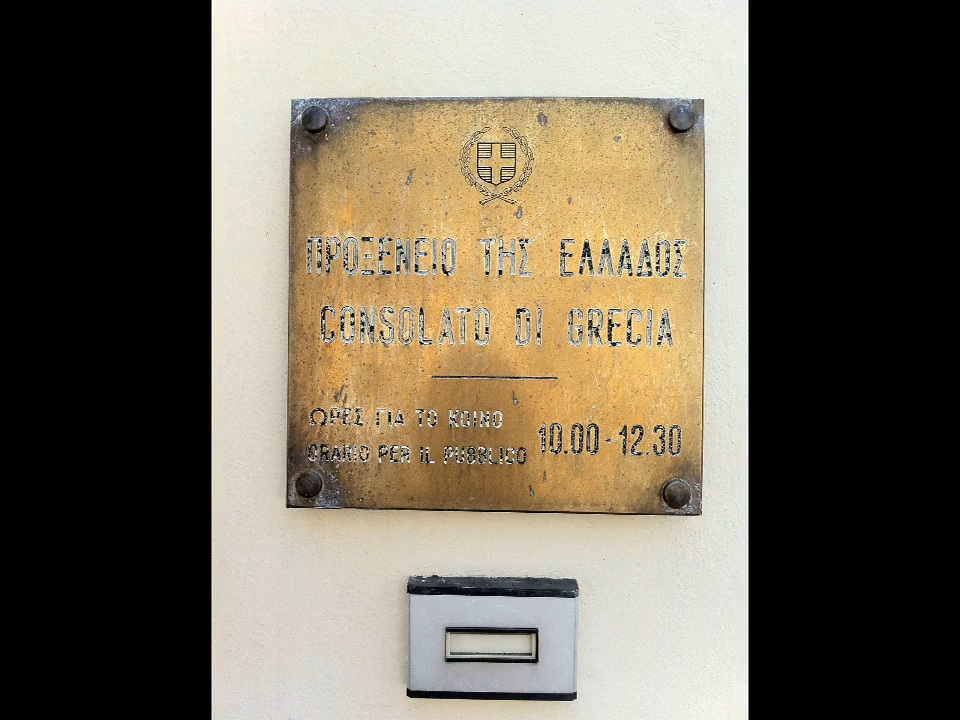 ΠΡΟΞΕΝΕΙΟ ΤΗΣ ΕΛΛΑΔΟΣ
CONSOLATO DI GRECIA
ΩΡΕΣ ΓΙΑ ΤΟ ΚΟΙΝΟ
ORARIO PER IL PUBBLICO
10.00-12.30